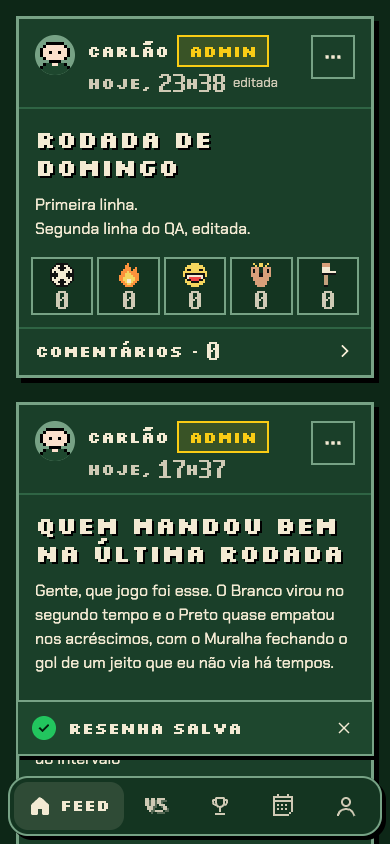 CARLÃO ADMIN
HOJE, 23H38 editada
...
RODADA DE
DOMINGO
Primeira linha.
Segunda linha do QA, editada.
0 0 0 0 0
COMENTÁRIOS · 0
CARLÃO ADMIN
HOJE, 17H37
...
QUEM MANDOU BEM
NA ÚLTIMA RODADA
Gente, que jogo foi esse. O Branco virou no
segundo tempo e o Preto quase empatou
nos acréscimos, com o Muralha fechando o
gol de um jeito que eu não via há tempos.
RESENHA SALVA
do intervalo
FEED VS